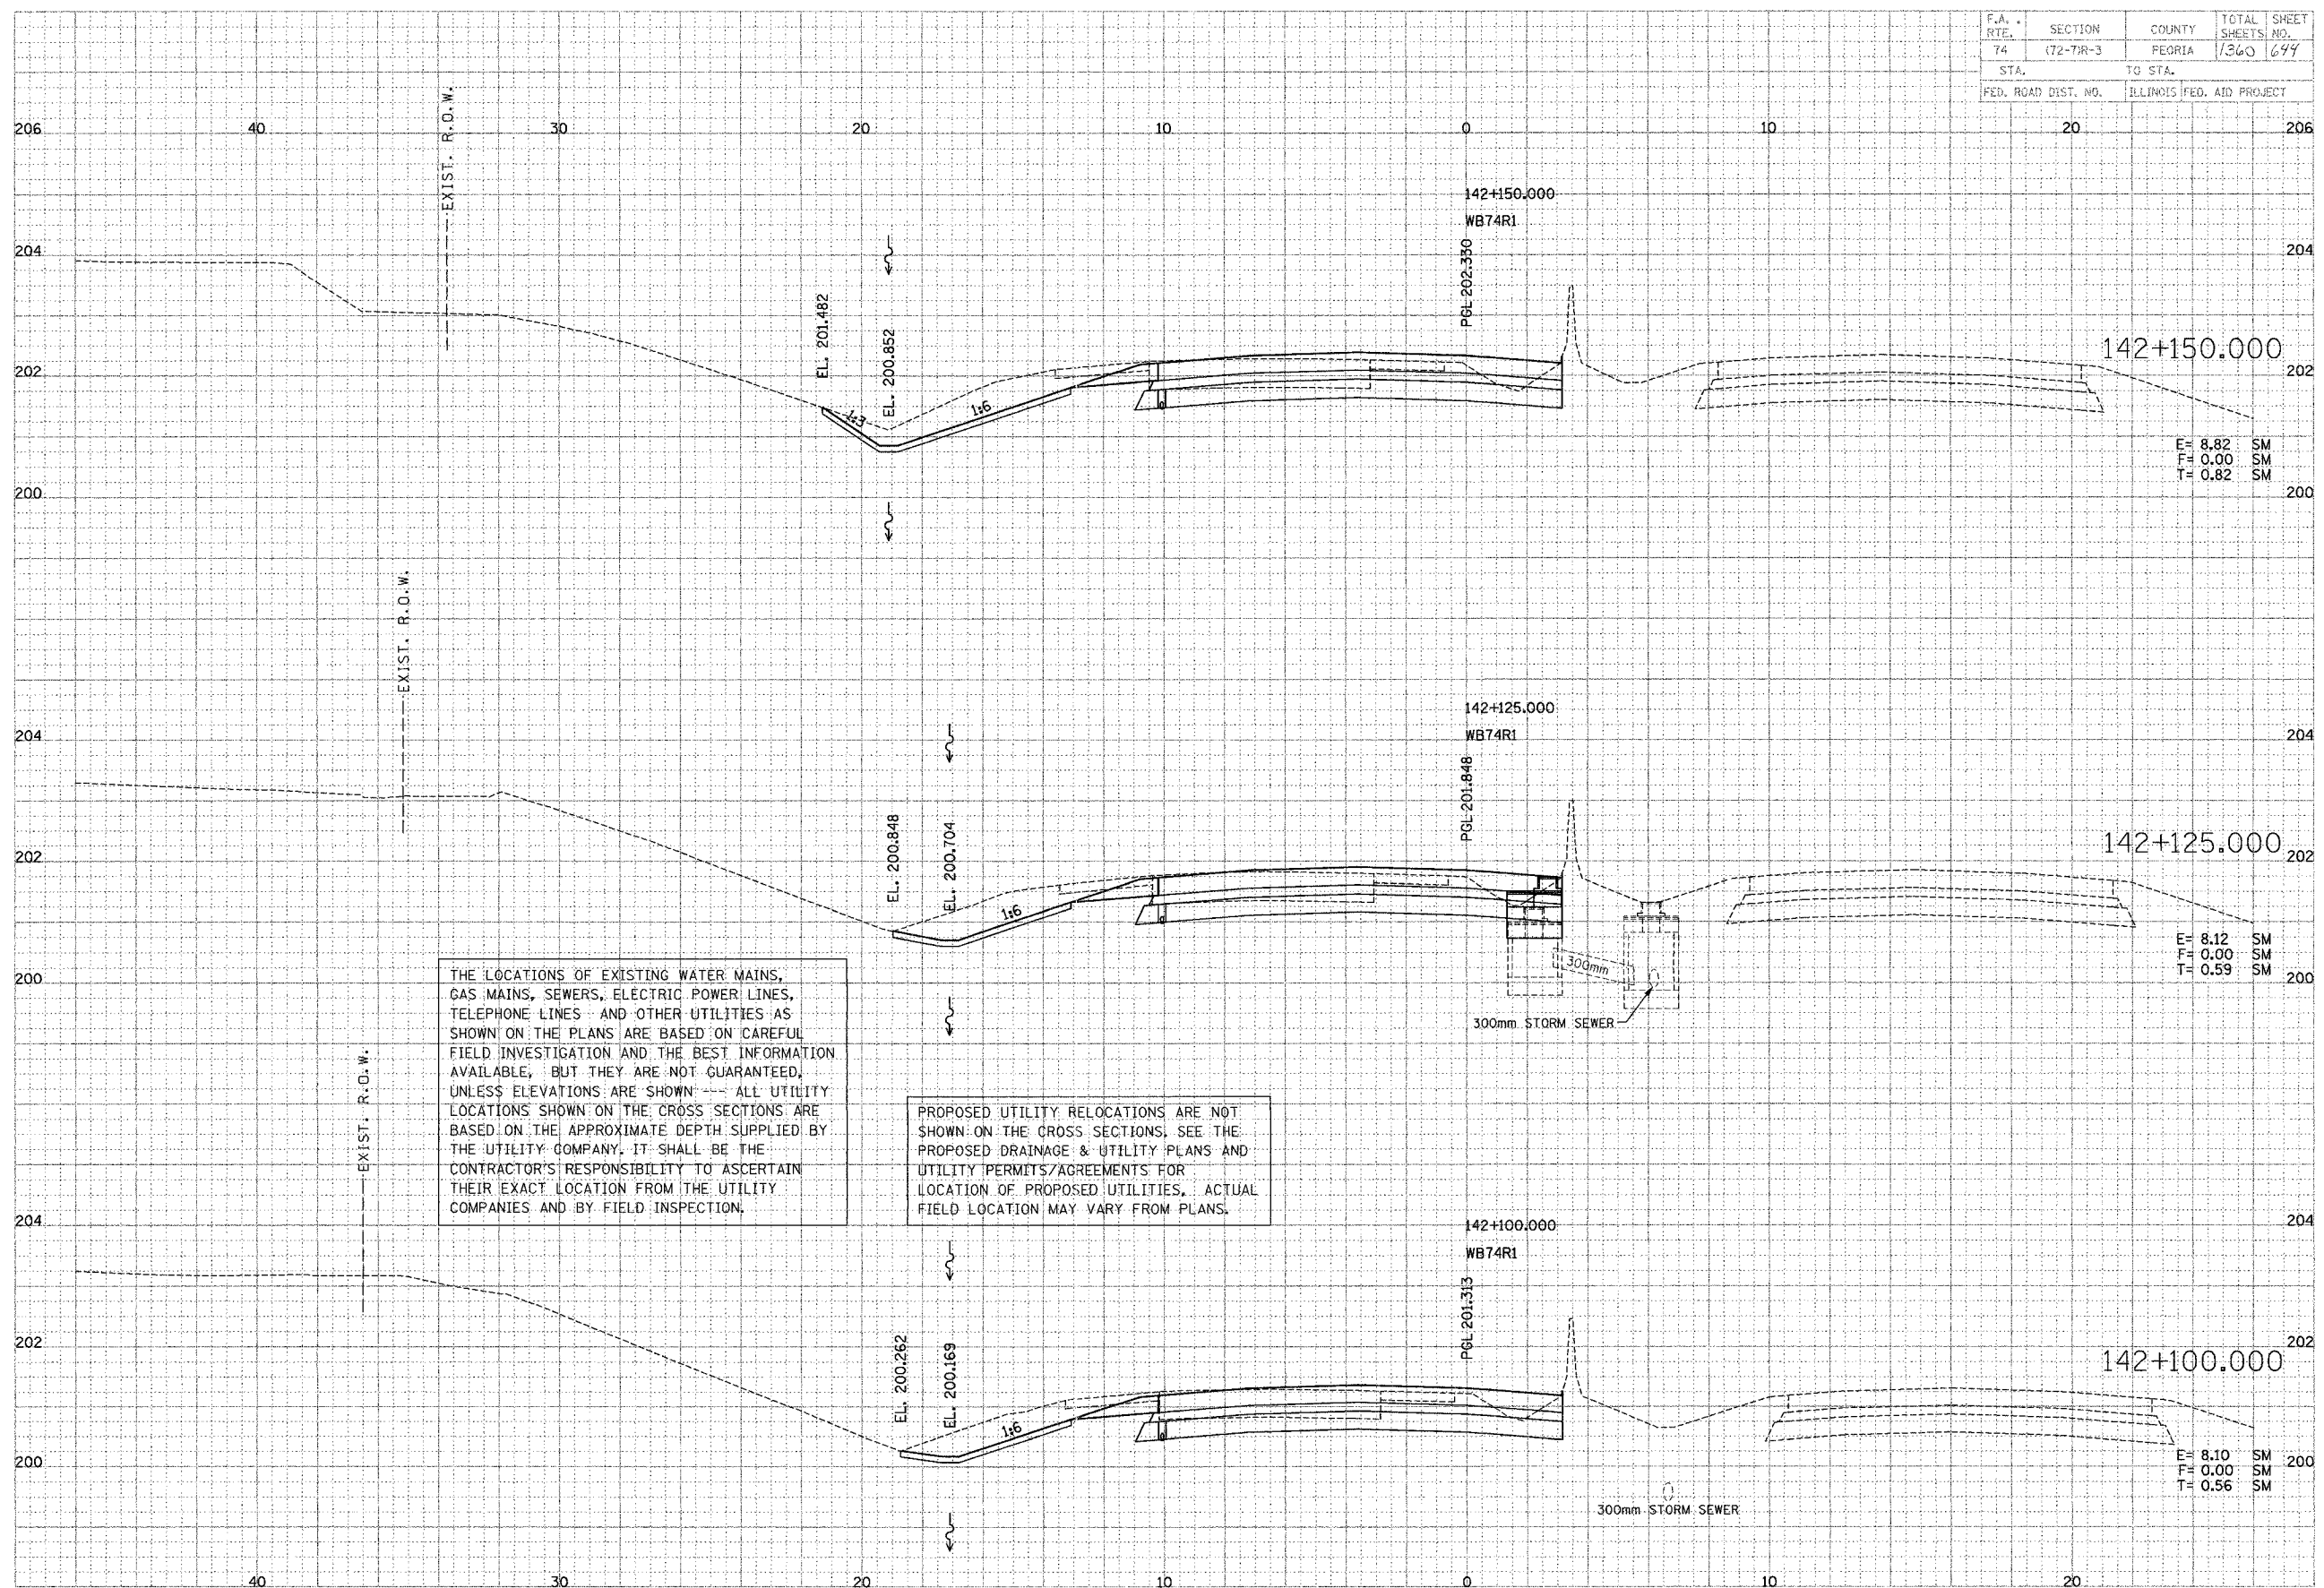 F.A. . RTE. SECTION COUNTY TOTAL SHEETS SHEET NO.
74 (72-7)R-3 PEORIA 1360 644
STA. TO STA.
FED. ROAD DIST. NO. ILLINOIS FED. AID PROJECT
206 40 30 20 10 0 10 20 206
EXIST. R.O.W.
142+150.000
WB74R1
PGL 202.330
204 204
EL. 201.482
EL. 200.852
142+150.000
202 202
1:3
1:6
E= 8.82 SM
F= 0.00 SM
T= 0.82 SM
200 200
EXIST. R.O.W.
142+125.000
WB74R1
PGL 201.848
204 204
EL. 200.848
EL. 200.704
142+125.000
202 202
1:6
E= 8.12 SM
F= 0.00 SM
T= 0.59 SM
300mm
200 200
300mm STORM SEWER
THE LOCATIONS OF EXISTING WATER MAINS,
GAS MAINS, SEWERS, ELECTRIC POWER LINES,
TELEPHONE LINES AND OTHER UTILITIES AS
SHOWN ON THE PLANS ARE BASED ON CAREFUL
FIELD INVESTIGATION AND THE BEST INFORMATION
AVAILABLE, BUT THEY ARE NOT GUARANTEED,
UNLESS ELEVATIONS ARE SHOWN --- ALL UTILITY
LOCATIONS SHOWN ON THE CROSS SECTIONS ARE
BASED ON THE APPROXIMATE DEPTH SUPPLIED BY
THE UTILITY COMPANY. IT SHALL BE THE
CONTRACTOR'S RESPONSIBILITY TO ASCERTAIN
THEIR EXACT LOCATION FROM THE UTILITY
COMPANIES AND BY FIELD INSPECTION.
PROPOSED UTILITY RELOCATIONS ARE NOT
SHOWN ON THE CROSS SECTIONS. SEE THE
PROPOSED DRAINAGE & UTILITY PLANS AND
UTILITY PERMITS/AGREEMENTS FOR
LOCATION OF PROPOSED UTILITIES. ACTUAL
FIELD LOCATION MAY VARY FROM PLANS.
EXIST. R.O.W.
204 204
142+100.000
WB74R1
PGL 201.313
EL. 200.262
EL. 200.169
202 202
142+100.000
1:6
200 200
E= 8.10 SM
F= 0.00 SM
T= 0.56 SM
300mm STORM SEWER
40 30 20 10 0 10 20